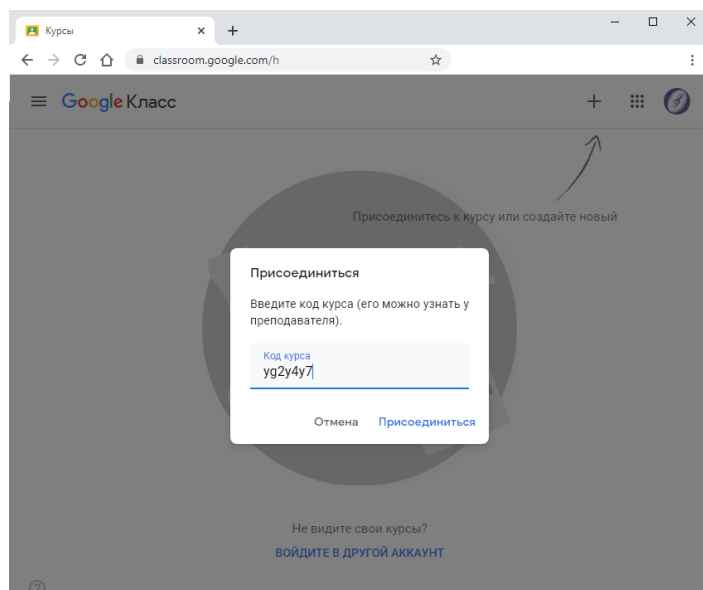 Курсы
classroom.google.com/h
Google Класс
Присоединитесь к курсу или создайте новый
Присоединиться
Введите код курса (его можно узнать у
преподавателя).
Код курса
yg2y4y7
Отмена Присоединиться
Не видите свои курсы?
ВОЙДИТЕ В ДРУГОЙ АККАУНТ